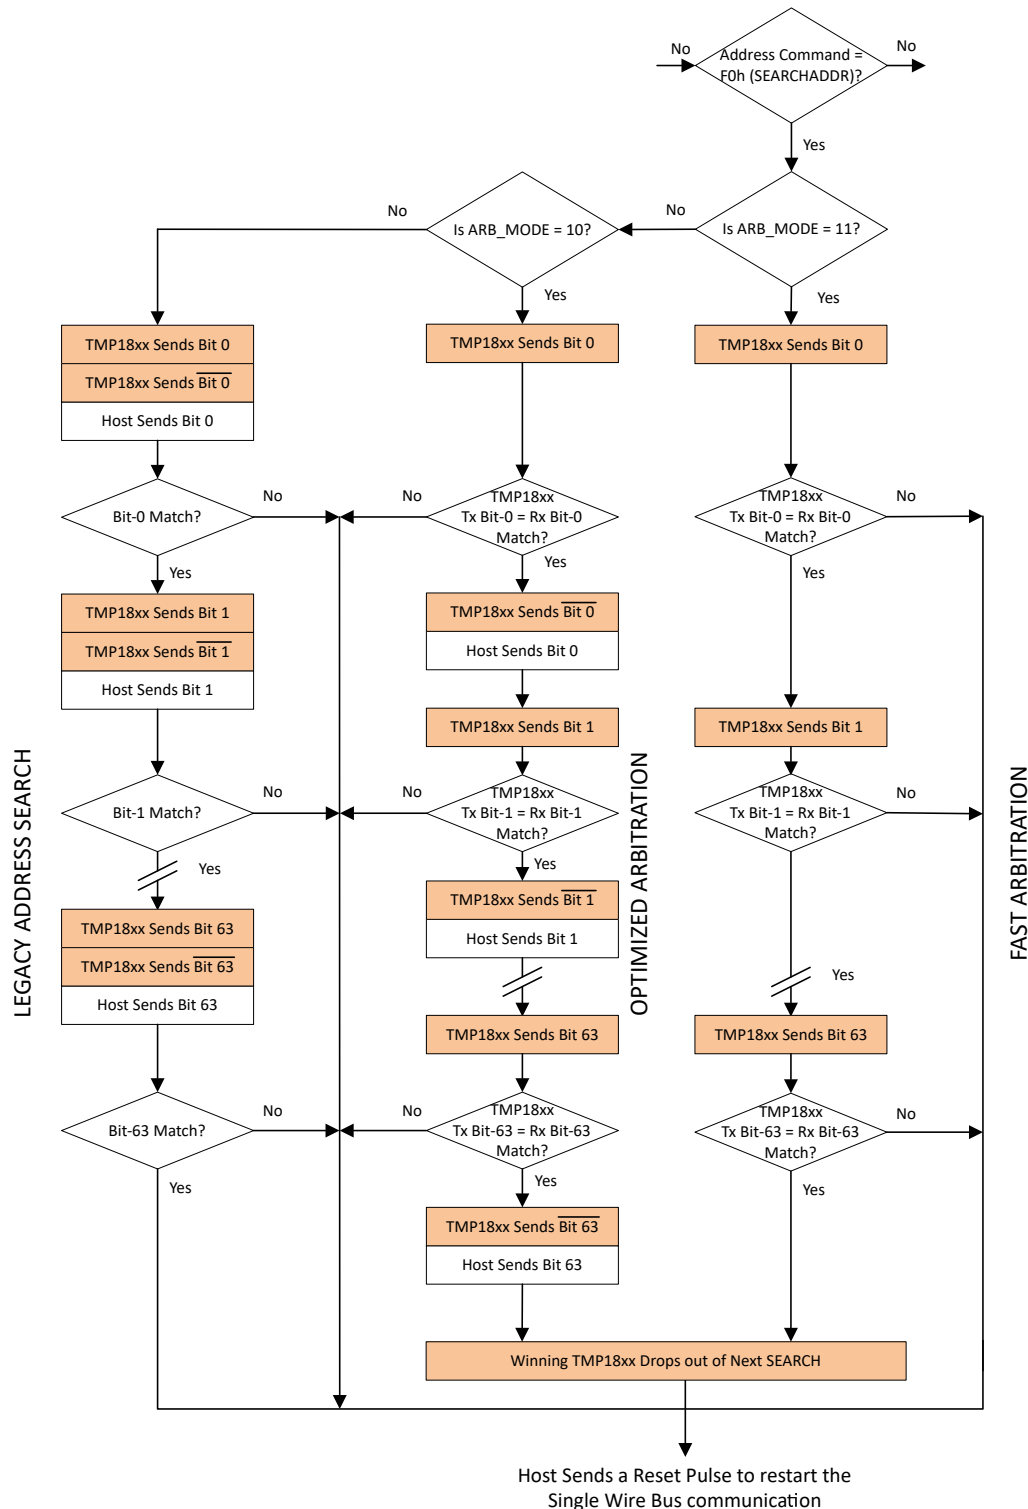 No
Address Command =
F0h (SEARCHADDR)?
No
Yes
No
Is ARB_MODE = 10?
No
Is ARB_MODE = 11?
Yes
Yes
TMP18xx Sends Bit 0
TMP18xx Sends Bit 0
Host Sends Bit 0
TMP18xx Sends Bit 0
TMP18xx Sends Bit 0
Bit-0 Match?
No
No
TMP18xx
Tx Bit-0 = Rx Bit-0
Match?
TMP18xx
Tx Bit-0 = Rx Bit-0
Match?
No
Yes
Yes
Yes
TMP18xx Sends Bit 1
TMP18xx Sends Bit 1
Host Sends Bit 1
TMP18xx Sends Bit 0
Host Sends Bit 0
TMP18xx Sends Bit 1
TMP18xx Sends Bit 1
LEGACY ADDRESS SEARCH
Bit-1 Match?
No
No
TMP18xx
Tx Bit-1 = Rx Bit-1
Match?
OPTIMIZED ARBITRATION
TMP18xx
Tx Bit-1 = Rx Bit-1
Match?
No
FAST ARBITRATION
Yes
Yes
TMP18xx Sends Bit 63
TMP18xx Sends Bit 63
Host Sends Bit 63
TMP18xx Sends Bit 1
Host Sends Bit 1
Yes
TMP18xx Sends Bit 63
TMP18xx Sends Bit 63
Bit-63 Match?
No
No
TMP18xx
Tx Bit-63 = Rx Bit-63
Match?
TMP18xx
Tx Bit-63 = Rx Bit-63
Match?
No
Yes
Yes
Yes
TMP18xx Sends Bit 63
Host Sends Bit 63
Winning TMP18xx Drops out of Next SEARCH
Host Sends a Reset Pulse to restart the
Single Wire Bus communication